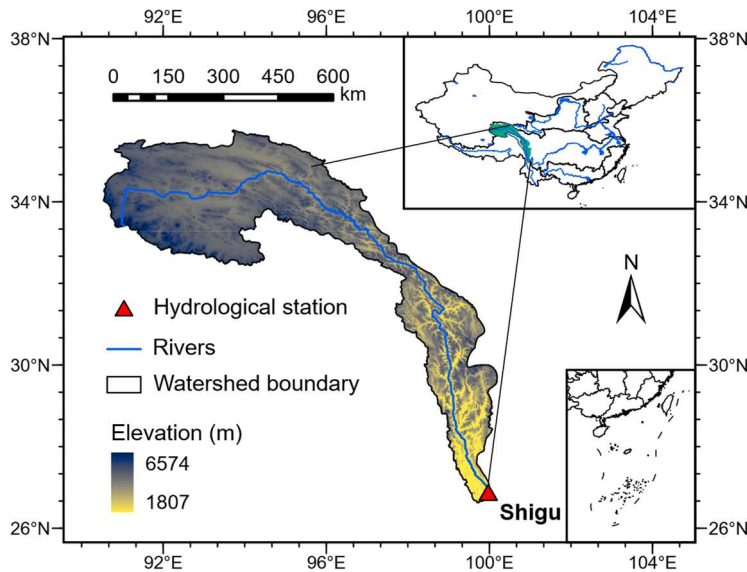 92°E 96°E 100°E 104°E
38°N 38°N
0 150 300 450 600
km
34°N 34°N
N
Hydrological station
Rivers
30°N 30°N
Watershed boundary
Elevation (m)
6574
1807
Shigu
26°N 26°N
92°E 96°E 100°E 104°E